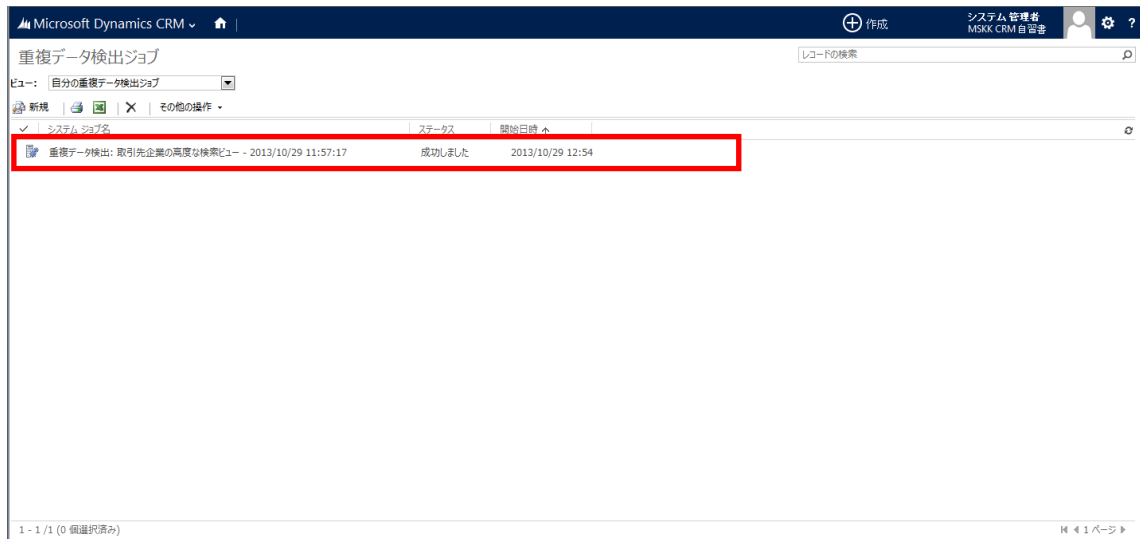 Microsoft Dynamics CRM
作成
システム 管理者
MSKK CRM 自習書
?
重複データ検出ジョブ
レコードの検索
ビュー: 自分の重複データ検出ジョブ
新規 その他の操作
システム ジョブ名 ステータス 開始日時
重複データ検出: 取引先企業の高度な検索ビュー - 2013/10/29 11:57:17 成功しました 2013/10/29 12:54
1 - 1 /1 (0 個選択済み) 1 ページ